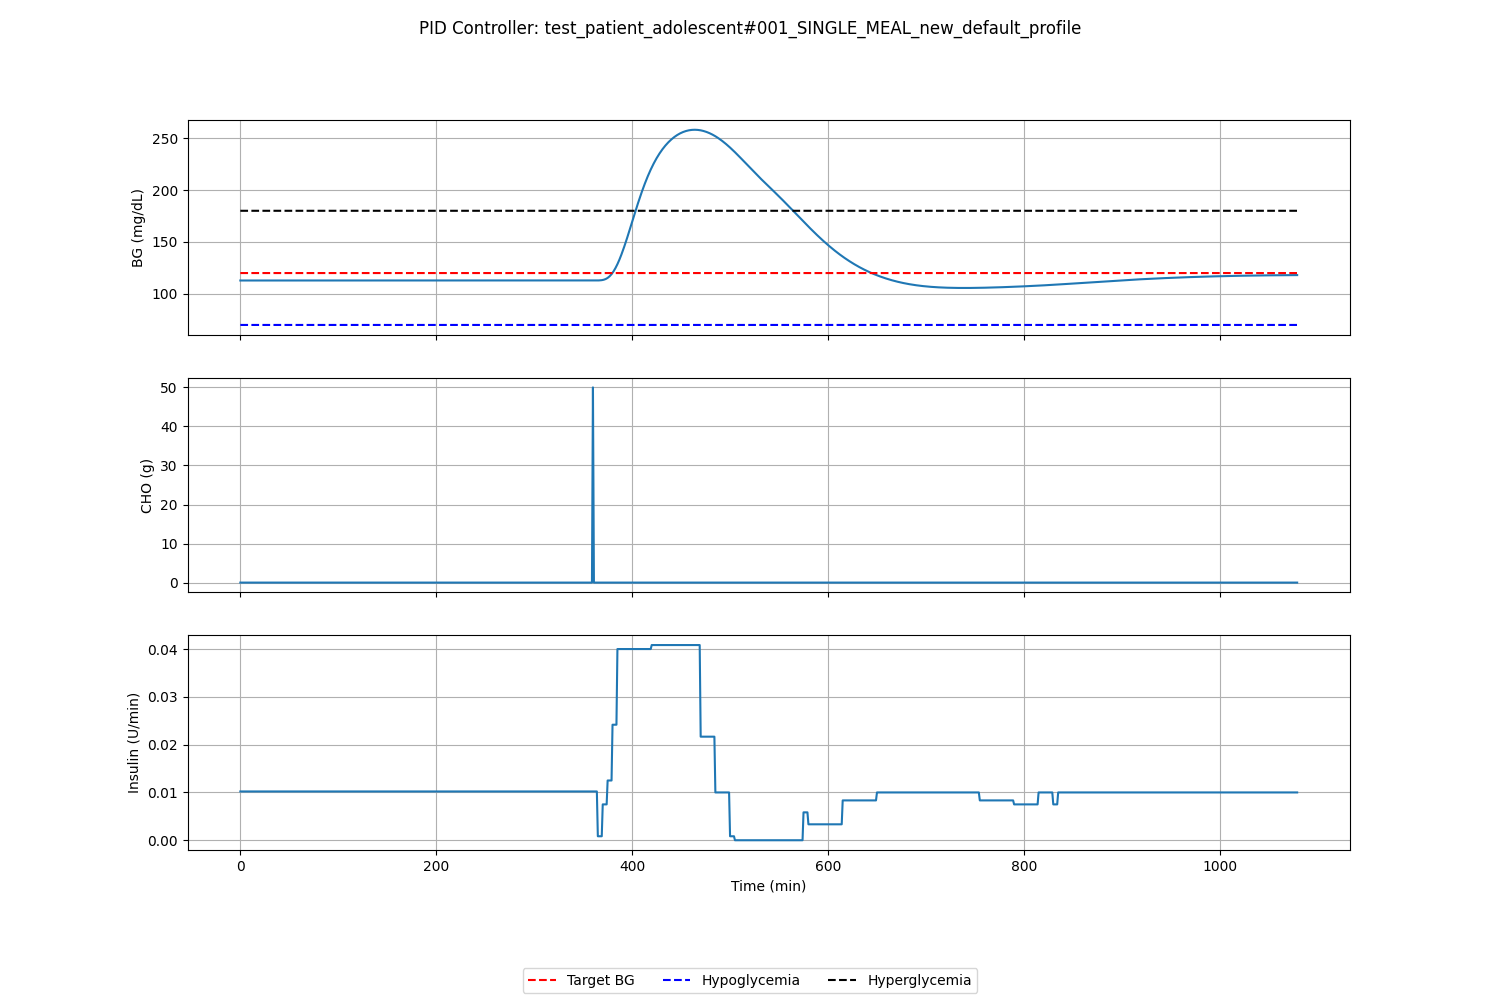 PID Controller: test_patient_adolescent#001_SINGLE_MEAL_new_default_profile
250
200
150
100
BG (mg/dL)
50
40
30
20
10
0
CHO (g)
0.04
0.03
0.02
0.01
0.00
Insulin (U/min)
0 200 400 600 800 1000
Time (min)
Target BG Hypoglycemia Hyperglycemia